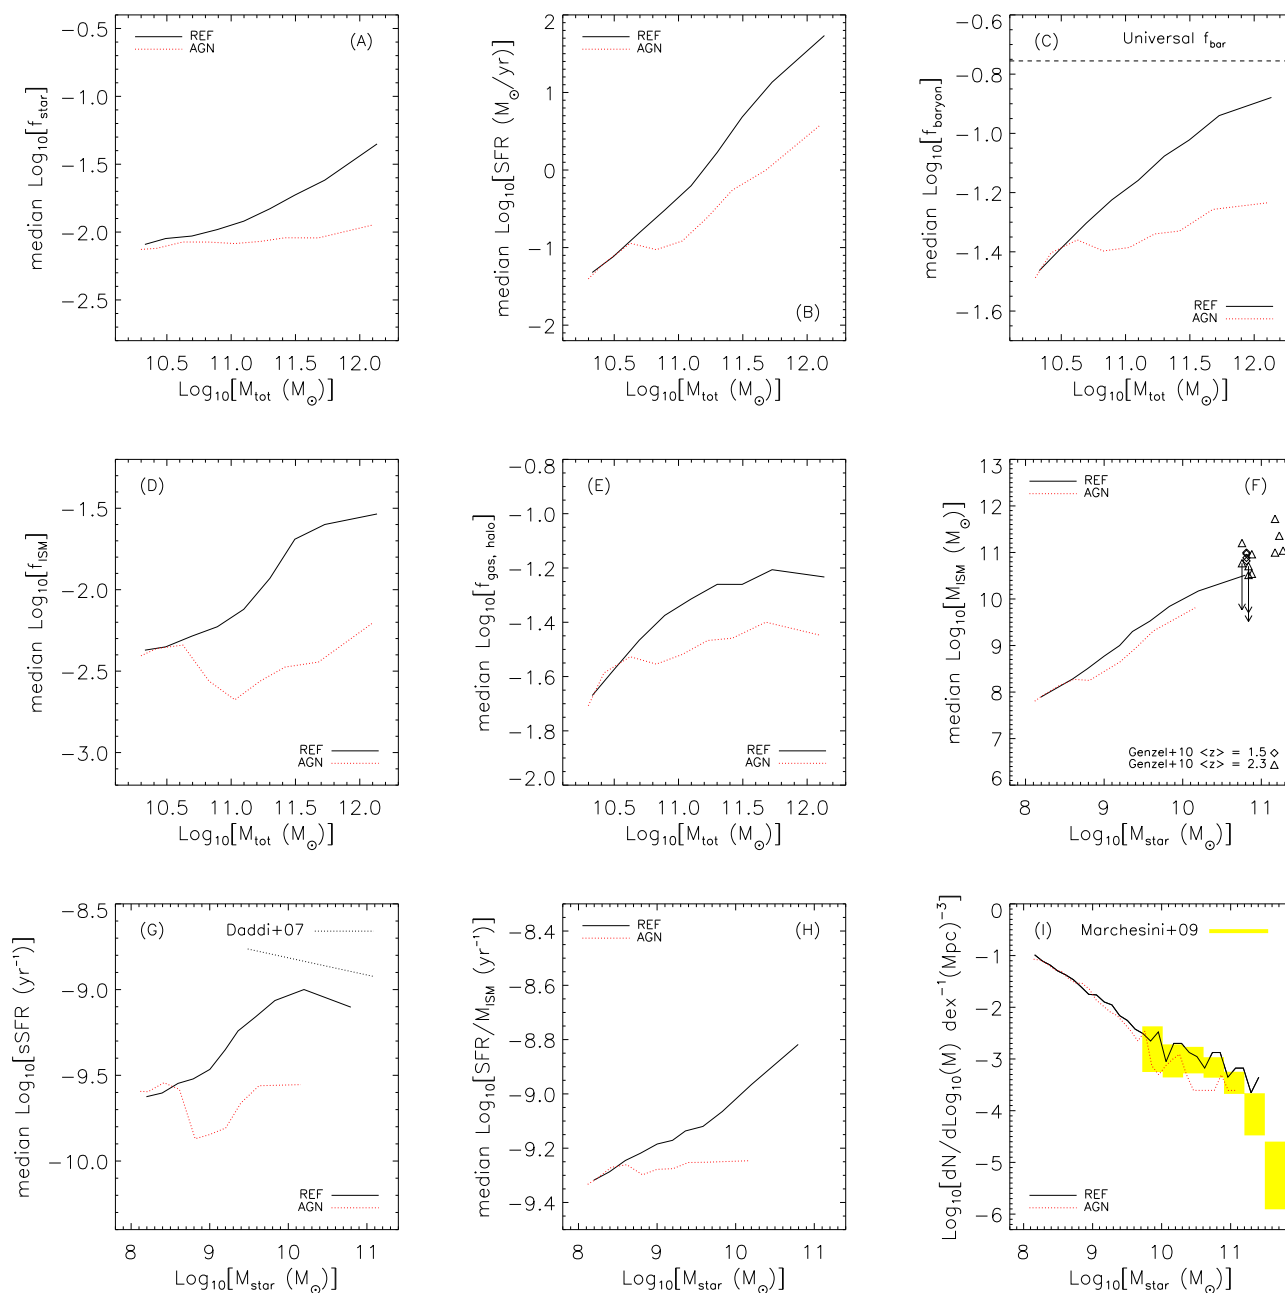 REF
AGN
(A)
−0.5
−1.0
−1.5
−2.0
−2.5
median Log10[fstar]
10.5 11.0 11.5 12.0
Log10[Mtot (M⊙)]
REF
AGN
(B)
2
1
0
−1
−2
median Log10[SFR (M⊙/yr)]
10.5 11.0 11.5 12.0
Log10[Mtot (M⊙)]
(C) Universal fbar
−0.6
−0.8
−1.0
−1.2
−1.4
−1.6
median Log10[fbaryon]
REF
AGN
10.5 11.0 11.5 12.0
Log10[Mtot (M⊙)]
(D)
−1.5
−2.0
−2.5
−3.0
median Log10[fISM]
REF
AGN
10.5 11.0 11.5 12.0
Log10[Mtot (M⊙)]
(E)
−0.8
−1.0
−1.2
−1.4
−1.6
−1.8
−2.0
median Log10[fgas, halo]
REF
AGN
10.5 11.0 11.5 12.0
Log10[Mtot (M⊙)]
REF
AGN
(F)
13
12
11
10
9
8
7
6
median Log10[MISM (M⊙)]
Genzel+10 <z> = 1.5
Genzel+10 <z> = 2.3
8 9 10 11
Log10[Mstar (M⊙)]
(G) Daddi+07
−8.5
−9.0
−9.5
−10.0
median Log10[sSFR (yr−1)]
REF
AGN
8 9 10 11
Log10[Mstar (M⊙)]
REF
AGN
(H)
−8.4
−8.6
−8.8
−9.0
−9.2
−9.4
median Log10[SFR/MISM (yr−1)]
8 9 10 11
Log10[Mstar (M⊙)]
(I) Marchesini+09
0
−1
−2
−3
−4
−5
−6
Log10[dN/dLog10(M) dex−1(Mpc)−3]
REF
AGN
8 9 10 11
Log10[Mstar (M⊙)]